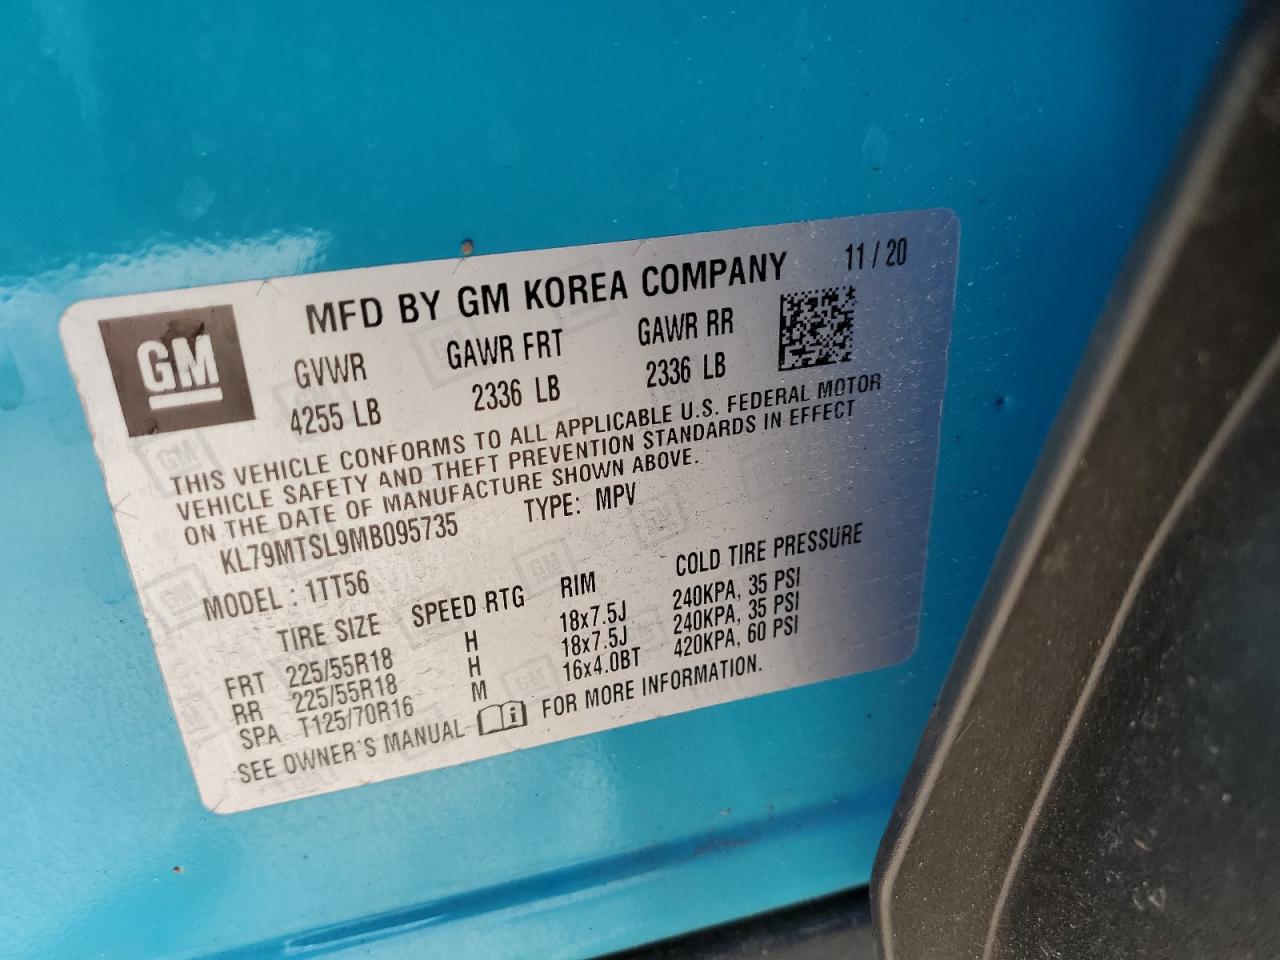 MFD BY GM KOREA COMPANY 11 / 20
GM
GVWR GAWR FRT GAWR RR
4255 LB 2336 LB 2336 LB
THIS VEHICLE CONFORMS TO ALL APPLICABLE U.S. FEDERAL MOTOR
VEHICLE SAFETY AND THEFT PREVENTION STANDARDS IN EFFECT
ON THE DATE OF MANUFACTURE SHOWN ABOVE.
KL79MTSL9MB095735 TYPE: MPV
MODEL : 1TT56
TIRE SIZE SPEED RTG RIM COLD TIRE PRESSURE
FRT 225/55R18 H 18x7.5J 240KPA, 35 PSI
RR 225/55R18 H 18x7.5J 240KPA, 35 PSI
SPA T125/70R16 M 16x4.0BT 420KPA, 60 PSI
SEE OWNER'S MANUAL FOR MORE INFORMATION.